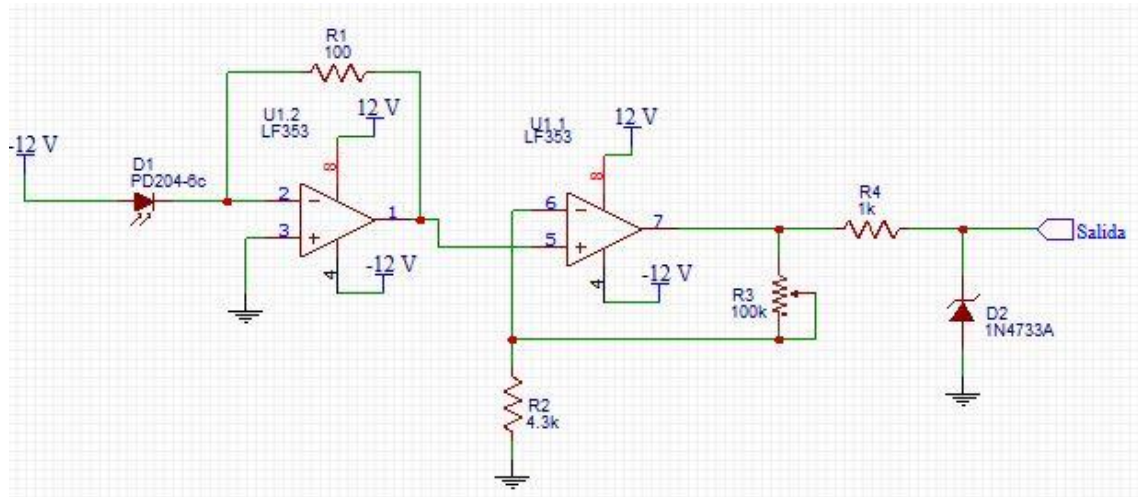 R1
100
-12 V
D1
PD204-6c
U1.2
LF353
12 V
8
2
3
1
4
-12 V
U1.1
LF353
12 V
8
6
5
7
4
-12 V
R4
1k
Salida
R3
100k
D2
1N4733A
R2
4.3k